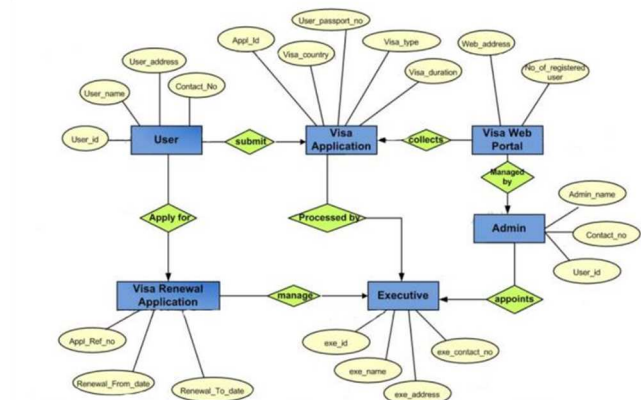 User_passport_no
Appl_Id
Visa_country
Visa_type
Visa_duration
Web_address
No_of_registered
user
User_address
User_name
Contact_No
User_id
User
submit
Visa
Application
collects
Visa Web
Portal
Managed
by
Apply for
Processed by
Admin
Admin_name
Contact_no
User_id
Visa Renewal
Application
manage
Executive
appoints
Appl_Ref_no
Renewal_From_date
Renewal_To_date
exe_id
exe_name
exe_address
exe_contact_no